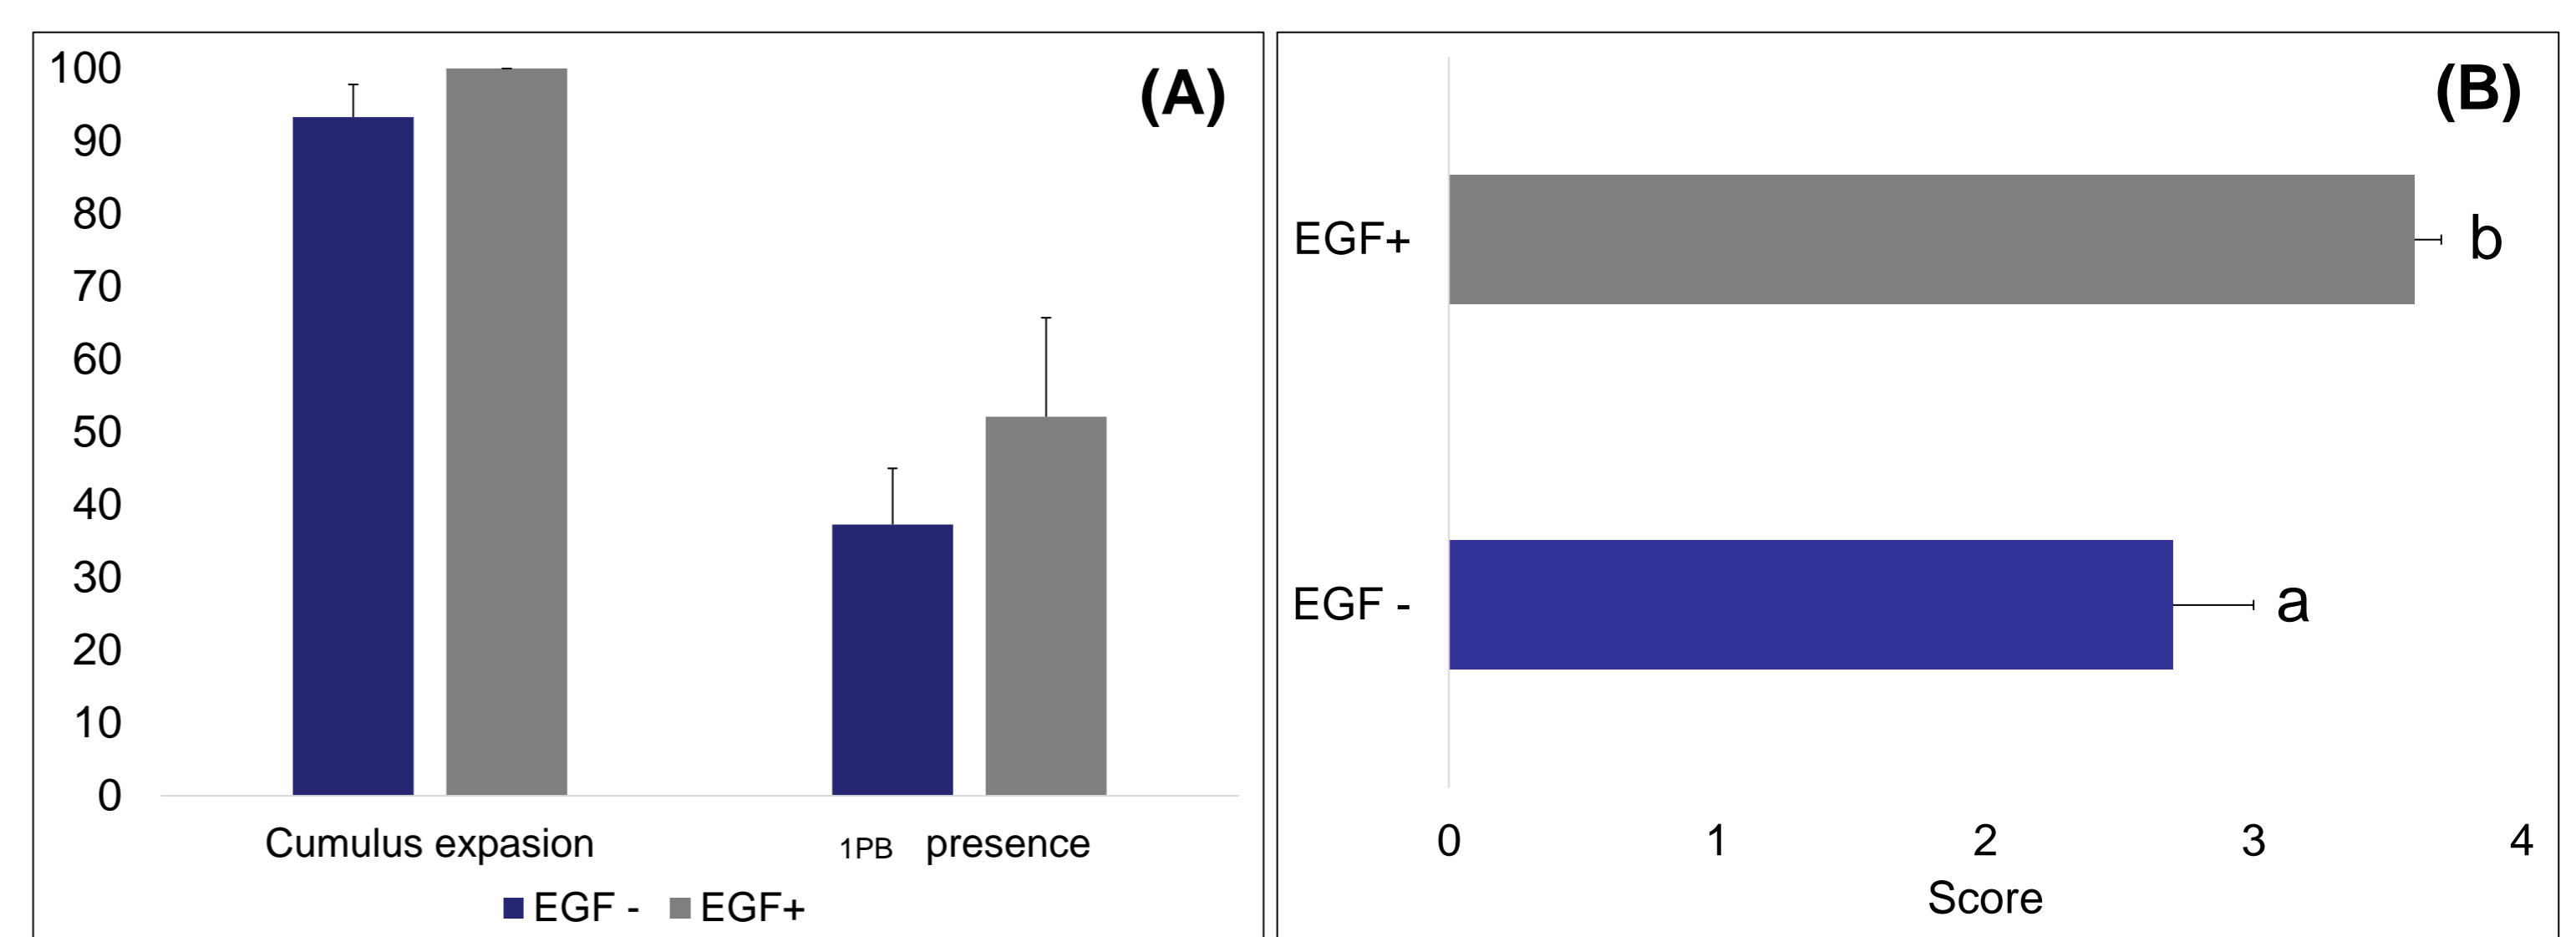 (A)
100
90
80
70
60
50
40
30
20
10
0
Cumulus expasion
1PB presence
EGF - EGF+
(B)
EGF+
b
EGF -
a
0 1 2 3 4
Score